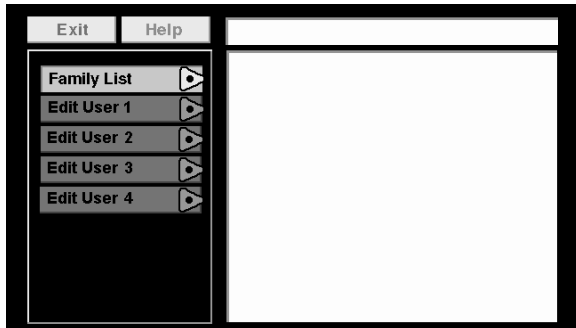 Exit Help
Family List
Edit User 1
Edit User 2
Edit User 3
Edit User 4